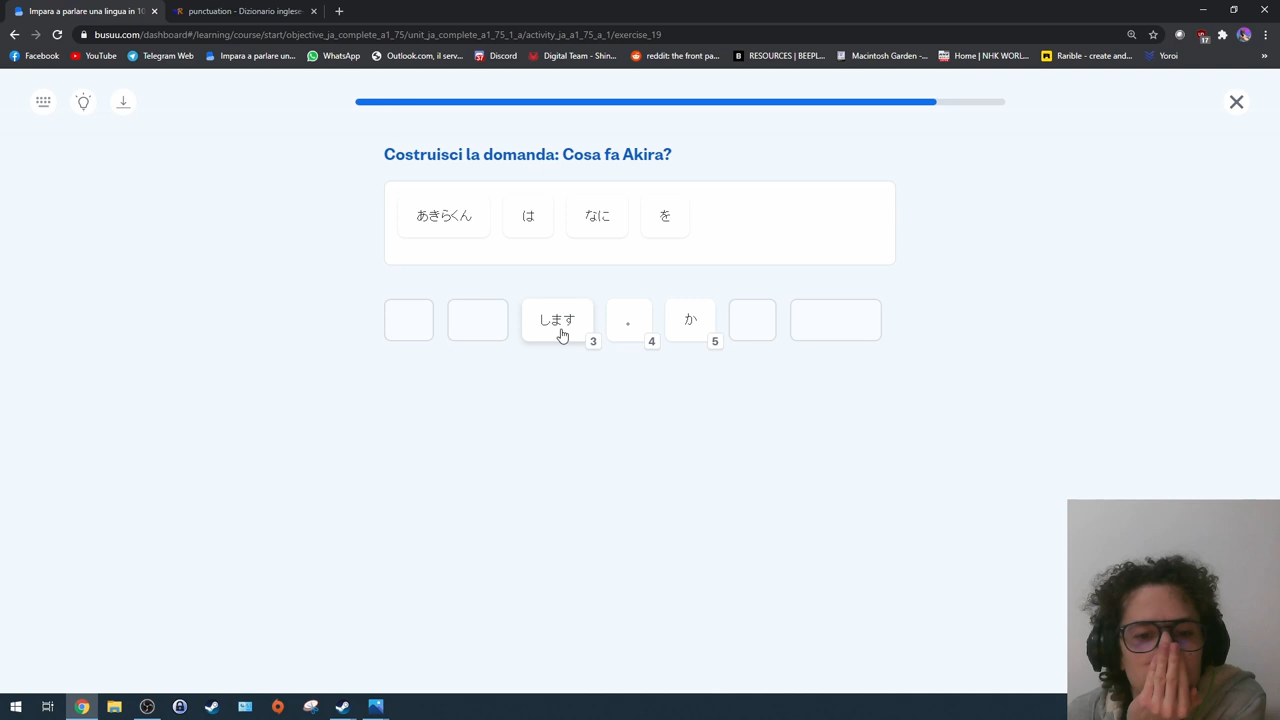 Impara a parlare una lingua in 10
punctuation - Dizionario inglese-
busuu.com/dashboard#/learning/course/start/objective_ja_complete_a1_75/unit_ja_complete_a1_75_1_a/activity_ja_a1_75_a_1/exercise_19
17
Facebook
YouTube
Telegram Web
Impara a parlare un...
WhatsApp
Outlook.com, il serv...
Discord
Digital Team - Shin...
reddit: the front pa...
RESOURCES | BEEPL...
Macintosh Garden -...
Home | NHK WORL...
Rarible - create and...
Yoroi
»
Costruisci la domanda: Cosa fa Akira?
あきらくん は なに を
します 。 か
3 4 5